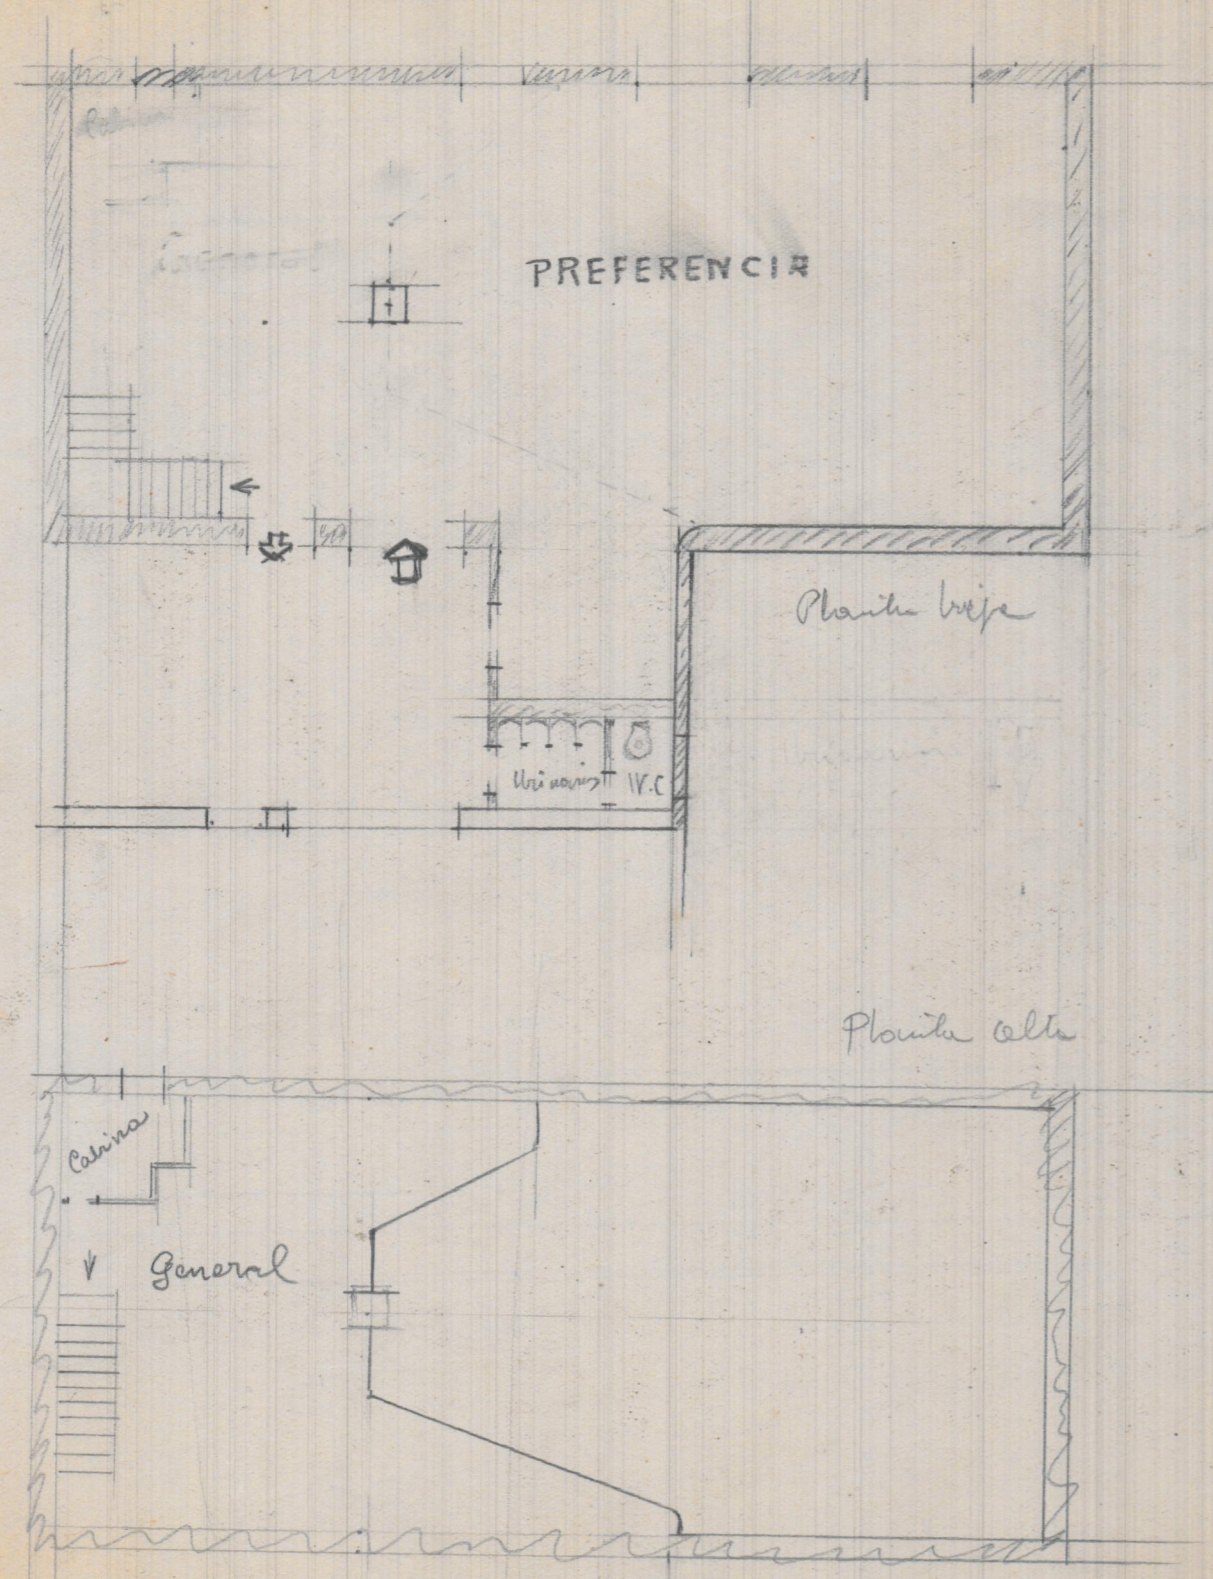 PREFERENCIA
Planta baja
Urinarios W.C
Planta alta
Cabina
General